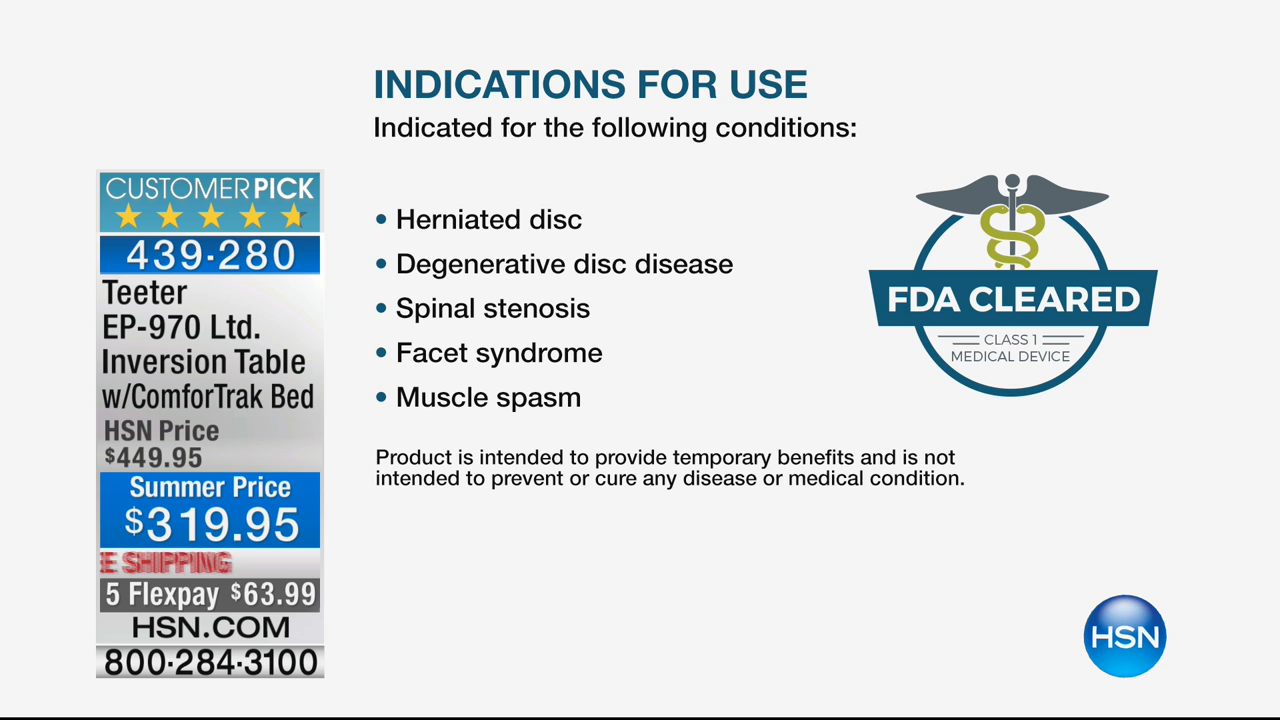 INDICATIONS FOR USE
Indicated for the following conditions:
• Herniated disc
• Degenerative disc disease
• Spinal stenosis
• Facet syndrome
• Muscle spasm
Product is intended to provide temporary benefits and is not
intended to prevent or cure any disease or medical condition.
CUSTOMER PICK
439·280
Teeter
EP-970 Ltd.
Inversion Table
w/ComforTrak Bed
HSN Price
$449.95
Summer Price
$319.95
E SHIPPING
5 Flexpay $63.99
HSN.COM
800·284·3100
FDA CLEARED
CLASS 1
MEDICAL DEVICE
HSN